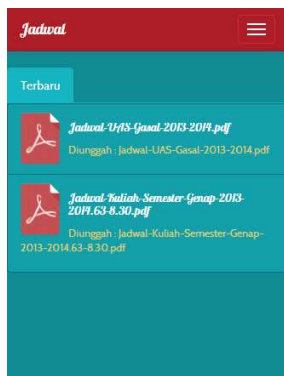 Jadwal
Terbaru
Jadwal-UAS-Gasal-2013-2014.pdf
Diunggah : Jadwal-UAS-Gasal-2013-2014.pdf
Jadwal-Kuliah-Semester-Genap-2013-
2014.63-8.30.pdf
Diunggah : Jadwal-Kuliah-Semester-Genap-
2013-2014.63-8.30.pdf